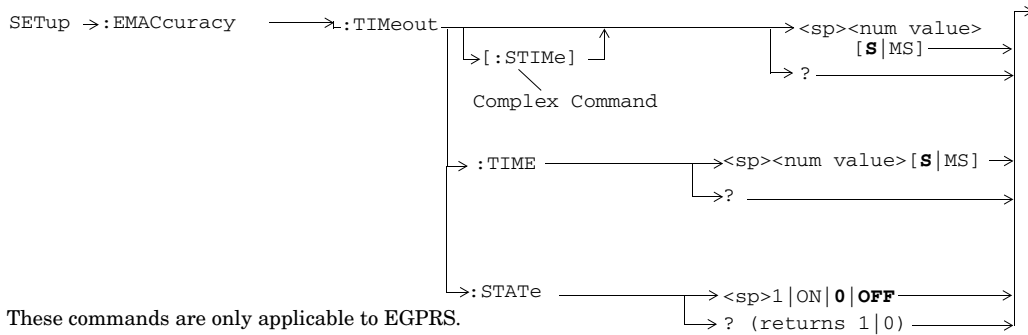 SETup :EMACcuracy :TIMeout <sp><num value>
[S|MS]
[:STIMe]
?
Complex Command
:TIME <sp><num value>[S|MS]
?
:STATe <sp>1|ON|0|OFF
? (returns 1|0)
These commands are only applicable to EGPRS.